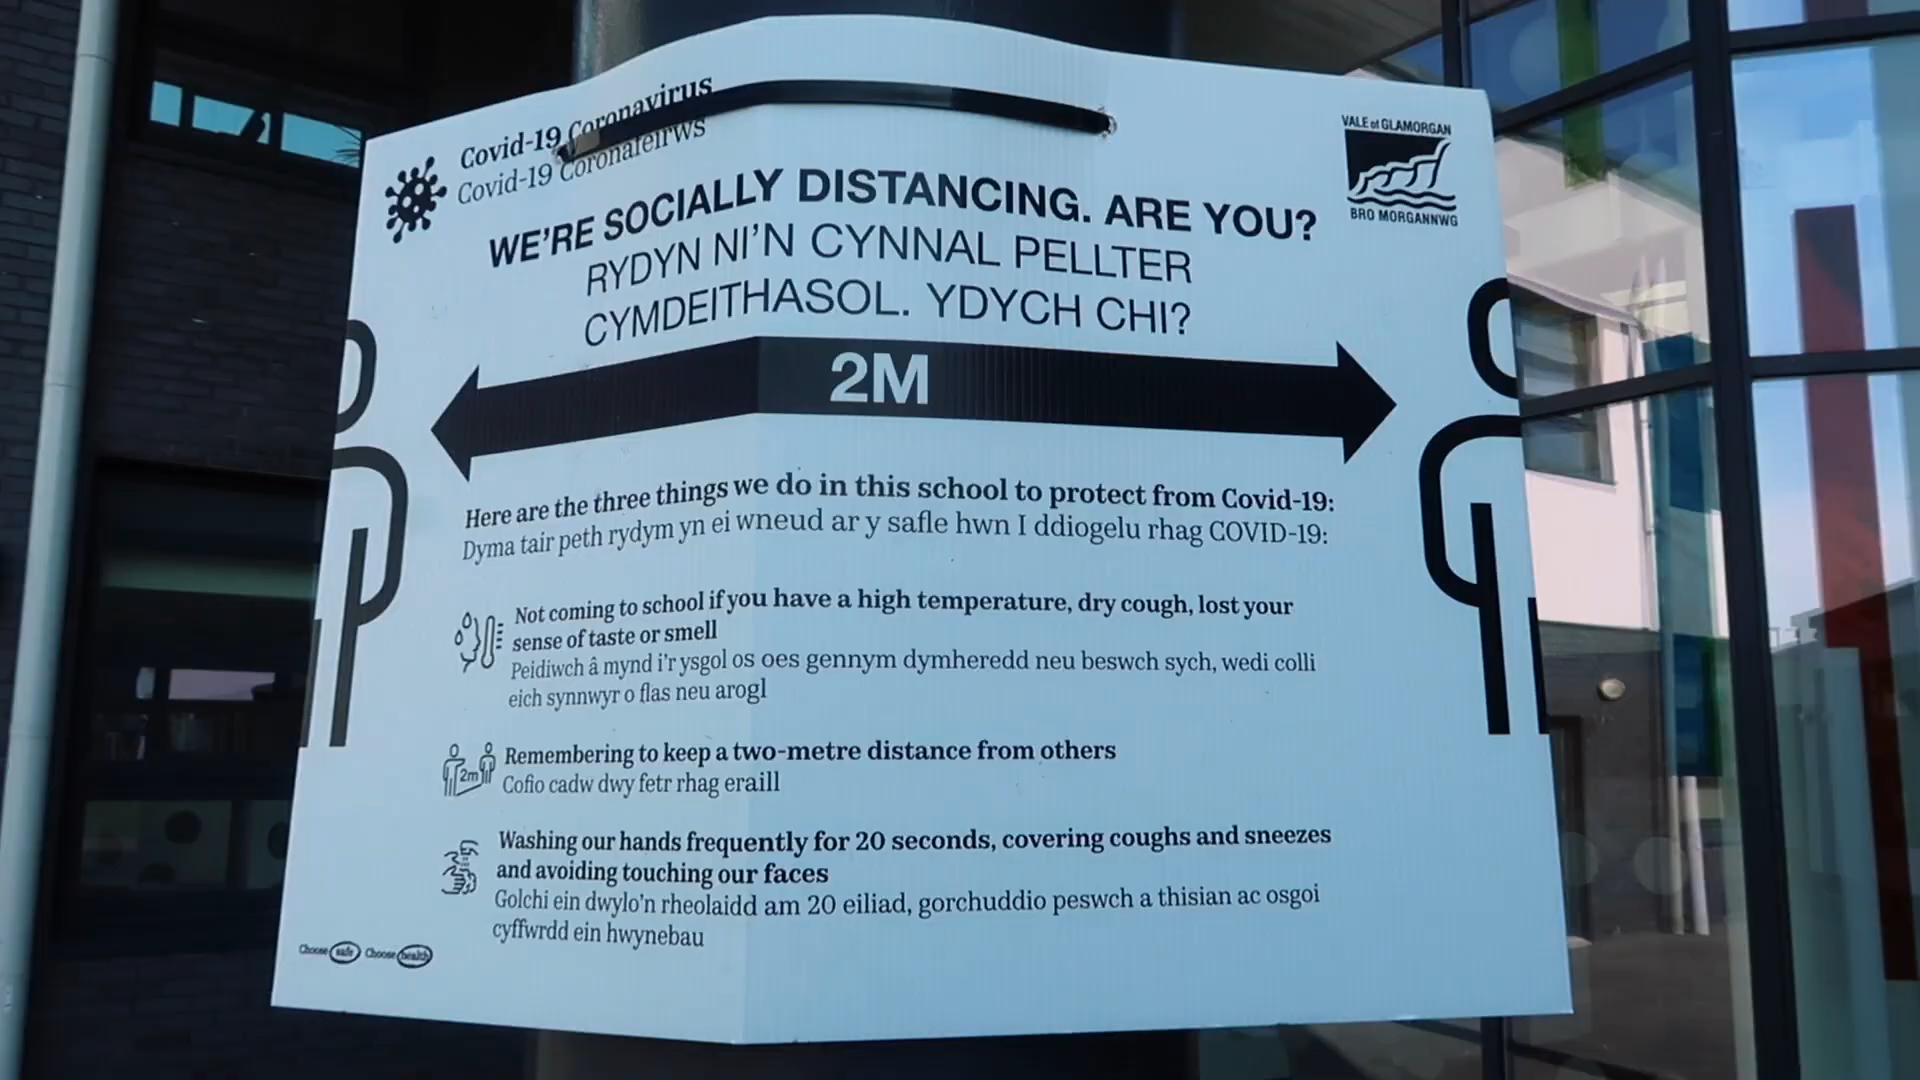 Covid-19 Coronavirus
Covid-19 Coronafeirws
VALE of GLAMORGAN
BRO MORGANNWG
WE'RE SOCIALLY DISTANCING. ARE YOU?
RYDYN NI'N CYNNAL PELLTER
CYMDEITHASOL. YDYCH CHI?
2M
Here are the three things we do in this school to protect from Covid-19:
Dyma tair peth rydym yn ei wneud ar y safle hwn I ddiogelu rhag COVID-19:
Not coming to school if you have a high temperature, dry cough, lost your
sense of taste or smell
Peidiwch â mynd i'r ysgol os oes gennym dymheredd neu beswch sych, wedi colli
eich synnwyr o flas neu arogl
2m
Remembering to keep a two-metre distance from others
Cofio cadw dwy fetr rhag eraill
Washing our hands frequently for 20 seconds, covering coughs and sneezes
and avoiding touching our faces
Golchi ein dwylo'n rheolaidd am 20 eiliad, gorchuddio peswch a thisian ac osgoi
cyffwrdd ein hwynebau
Choose safe Choose health